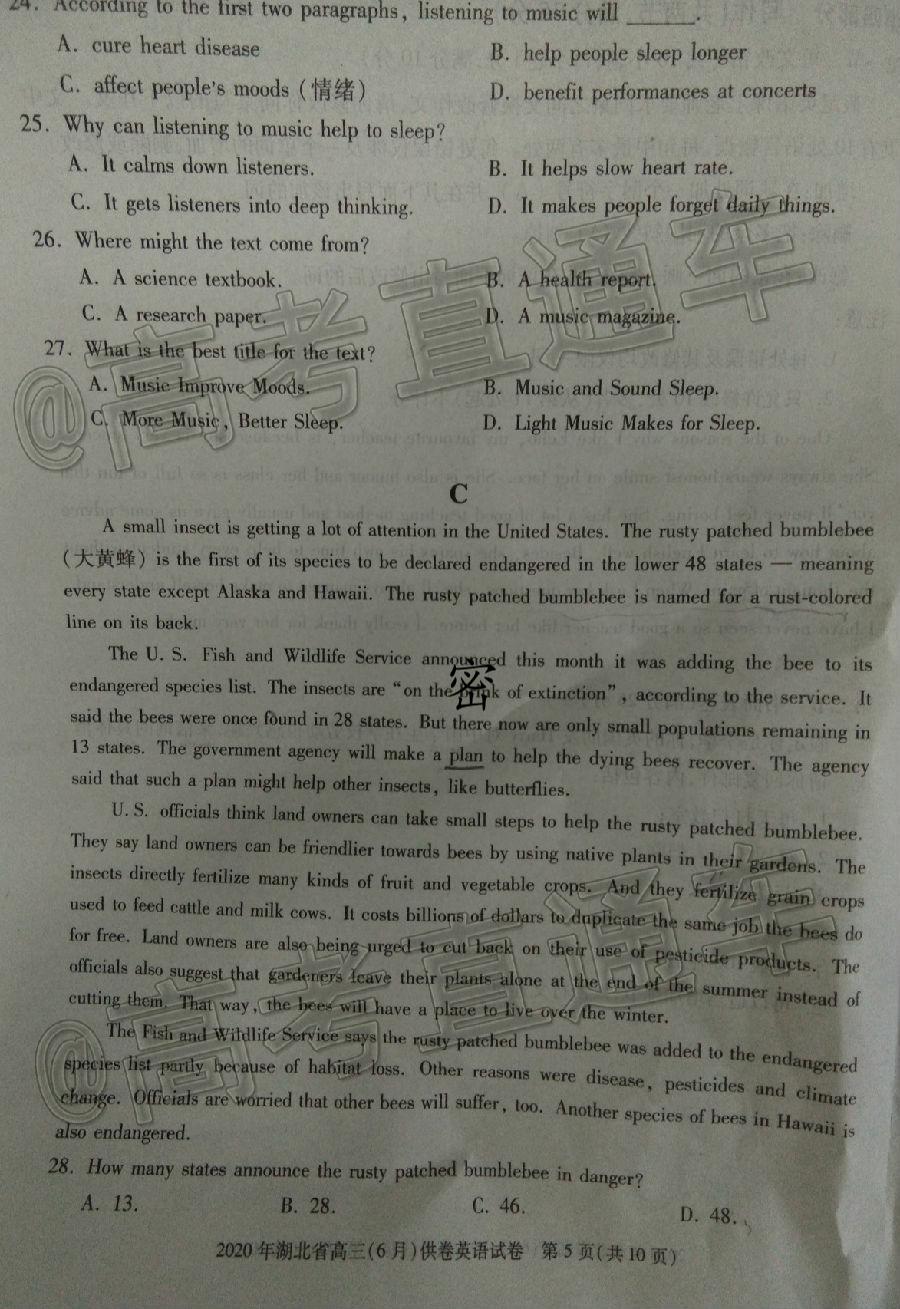 24. According to the first two paragraphs, listening to music will ______.
A. cure heart disease
B. help people sleep longer
C. affect people's moods (情绪)
D. benefit performances at concerts
25. Why can listening to music help to sleep?
A. It calms down listeners.
B. It helps slow heart rate.
C. It gets listeners into deep thinking.
D. It makes people forget daily things.
26. Where might the text come from?
A. A science textbook.
B. A health report.
C. A research paper.
D. A music magazine.
27. What is the best title for the text?
A. Music Improve Moods.
B. Music and Sound Sleep.
C. More Music, Better Sleep.
D. Light Music Makes for Sleep.
@高考直通车
C
A small insect is getting a lot of attention in the United States. The rusty patched bumblebee
(大黄蜂) is the first of its species to be declared endangered in the lower 48 states — meaning
every state except Alaska and Hawaii. The rusty patched bumblebee is named for a rust-colored
line on its back.
The U. S. Fish and Wildlife Service announced this month it was adding the bee to its
endangered species list. The insects are "on the of extinction", according to the service. It
密
said the bees were once found in 28 states. But there now are only small populations remaining in
13 states. The government agency will make a plan to help the dying bees recover. The agency
said that such a plan might help other insects, like butterflies.
U. S. officials think land owners can take small steps to help the rusty patched bumblebee.
They say land owners can be friendlier towards bees by using native plants in their gardens. The
insects directly fertilize many kinds of fruit and vegetable crops. And they fertilize grain crops
used to feed cattle and milk cows. It costs billions of dollars to duplicate the same job the bees do
for free. Land owners are also being urged to cut back on their use of pesticide products. The
officials also suggest that gardeners leave their plants alone at the end of the summer instead of
cutting them. That way, the bees will have a place to live over the winter.
The Fish and Wildlife Service says the rusty patched bumblebee was added to the endangered
species list partly because of habitat loss. Other reasons were disease, pesticides and climate
change. Officials are worried that other bees will suffer, too. Another species of bees in Hawaii is
also endangered.
@高考直通车
28. How many states announce the rusty patched bumblebee in danger?
A. 13.
B. 28.
C. 46.
D. 48.
2020年湖北省高三(6月)供卷英语试卷 第5页(共10页)